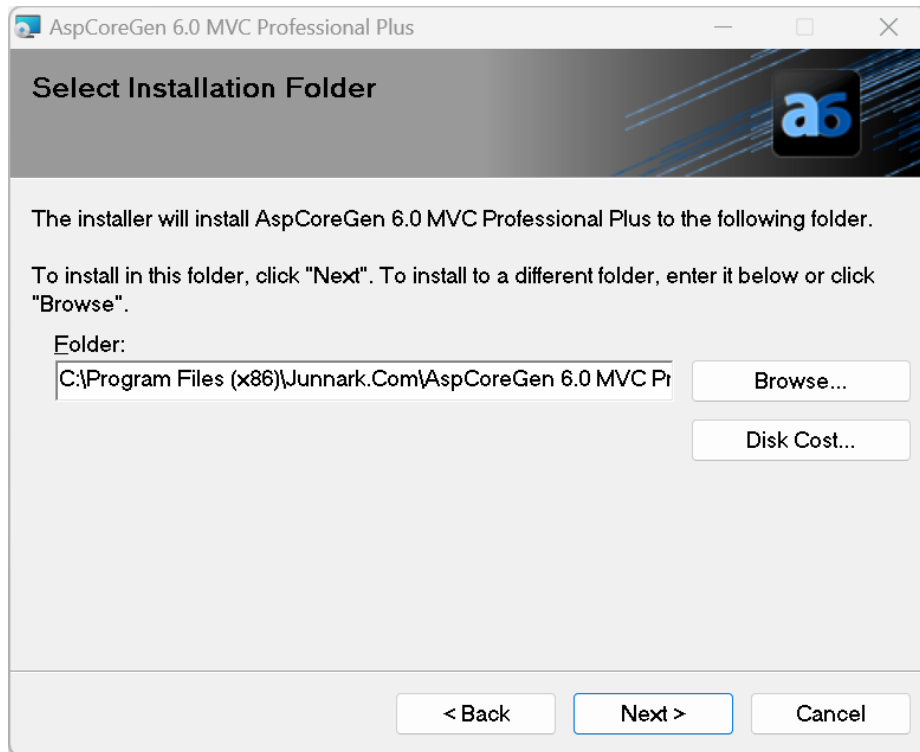 AspCoreGen 6.0 MVC Professional Plus
Select Installation Folder
a6
The installer will install AspCoreGen 6.0 MVC Professional Plus to the following folder.
To install in this folder, click "Next". To install to a different folder, enter it below or click
"Browse".
Folder:
C:\Program Files (x86)\Junnark.Com\AspCoreGen 6.0 MVC Pr
Browse...
Disk Cost...
< Back
Next >
Cancel